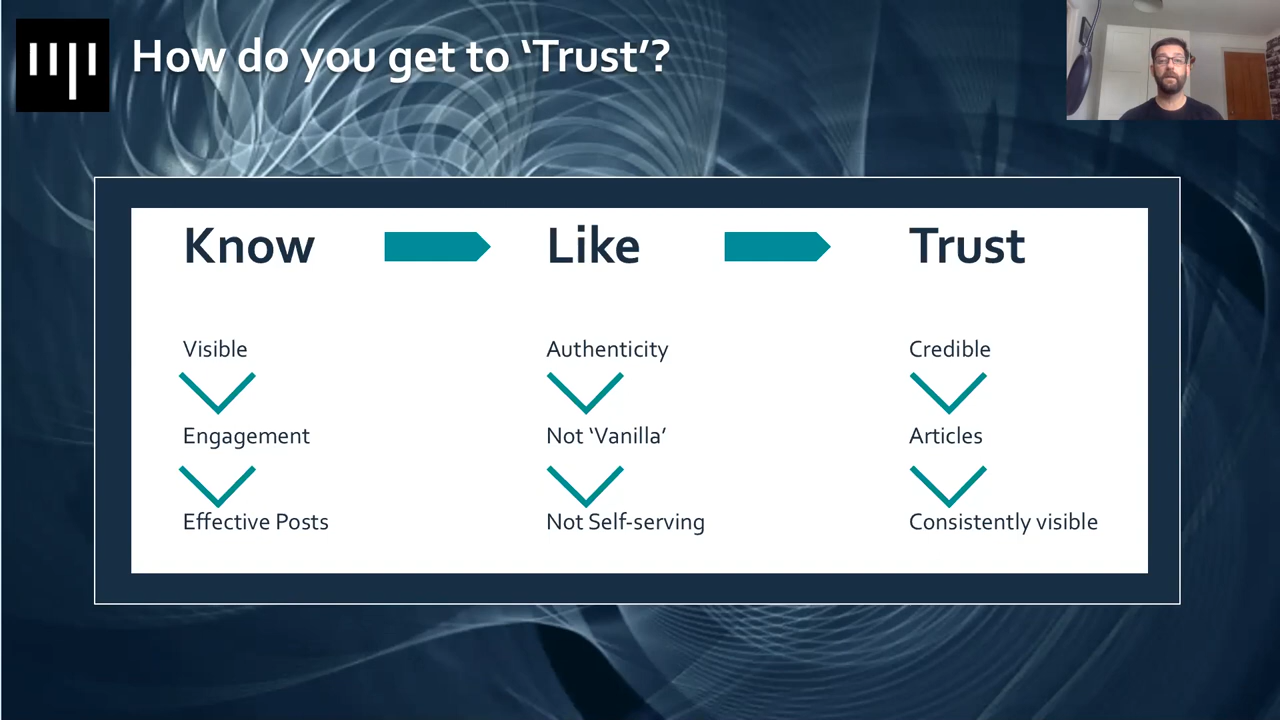 How do you get to ‘Trust’?
Know
Like
Trust
Visible
Authenticity
Credible
Engagement
Not ‘Vanilla’
Articles
Effective Posts
Not Self-serving
Consistently visible